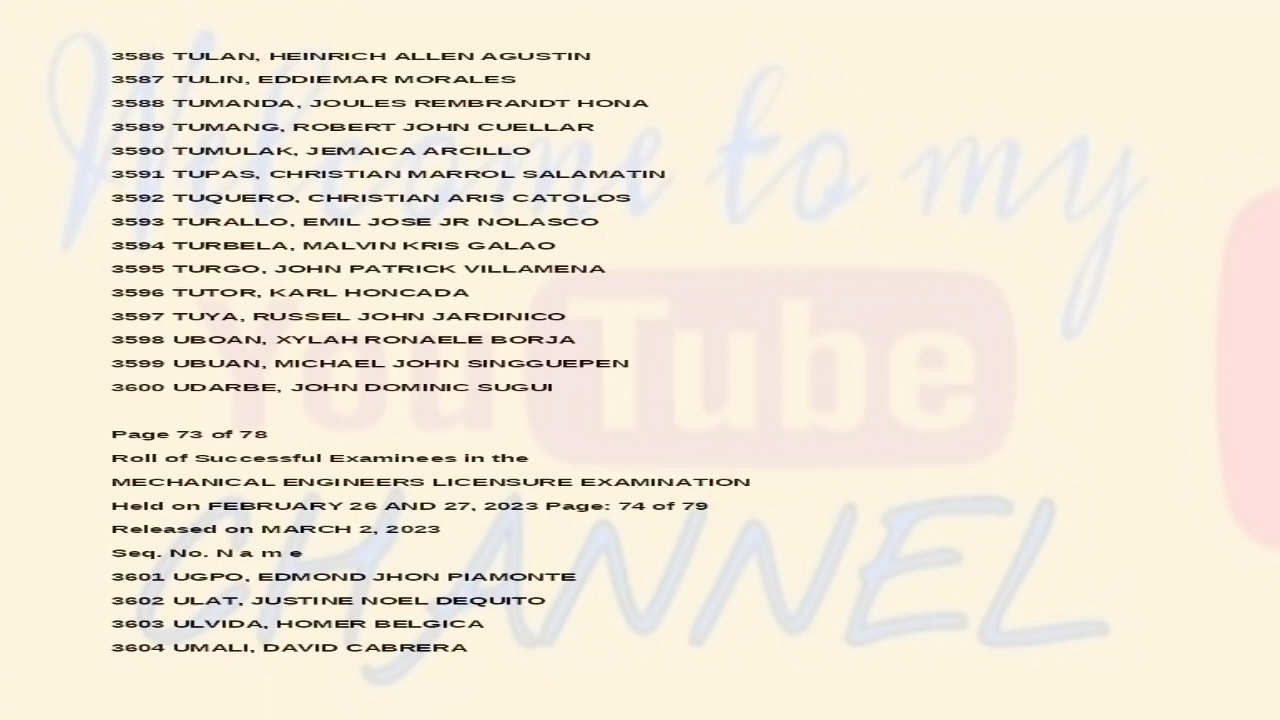 Welcome to my
YouTube
CHANNEL
3586 TULAN, HEINRICH ALLEN AGUSTIN
3587 TULIN, EDDIEMAR MORALES
3588 TUMANDA, JOULES REMBRANDT HONA
3589 TUMANG, ROBERT JOHN CUELLAR
3590 TUMULAK, JEMAICA ARCILLO
3591 TUPAS, CHRISTIAN MARROL SALAMATIN
3592 TUQUERO, CHRISTIAN ARIS CATOLOS
3593 TURALLO, EMIL JOSE JR NOLASCO
3594 TURBELA, MALVIN KRIS GALAO
3595 TURGO, JOHN PATRICK VILLAMENA
3596 TUTOR, KARL HONCADA
3597 TUYA, RUSSEL JOHN JARDINICO
3598 UBOAN, XYLAH RONAELE BORJA
3599 UBUAN, MICHAEL JOHN SINGGUEPEN
3600 UDARBE, JOHN DOMINIC SUGUI
Page 73 of 78
Roll of Successful Examinees in the
MECHANICAL ENGINEERS LICENSURE EXAMINATION
Held on FEBRUARY 26 AND 27, 2023 Page: 74 of 79
Released on MARCH 2, 2023
Seq. No. N a m e
3601 UGPO, EDMOND JHON PIAMONTE
3602 ULAT, JUSTINE NOEL DEQUITO
3603 ULVIDA, HOMER BELGICA
3604 UMALI, DAVID CABRERA